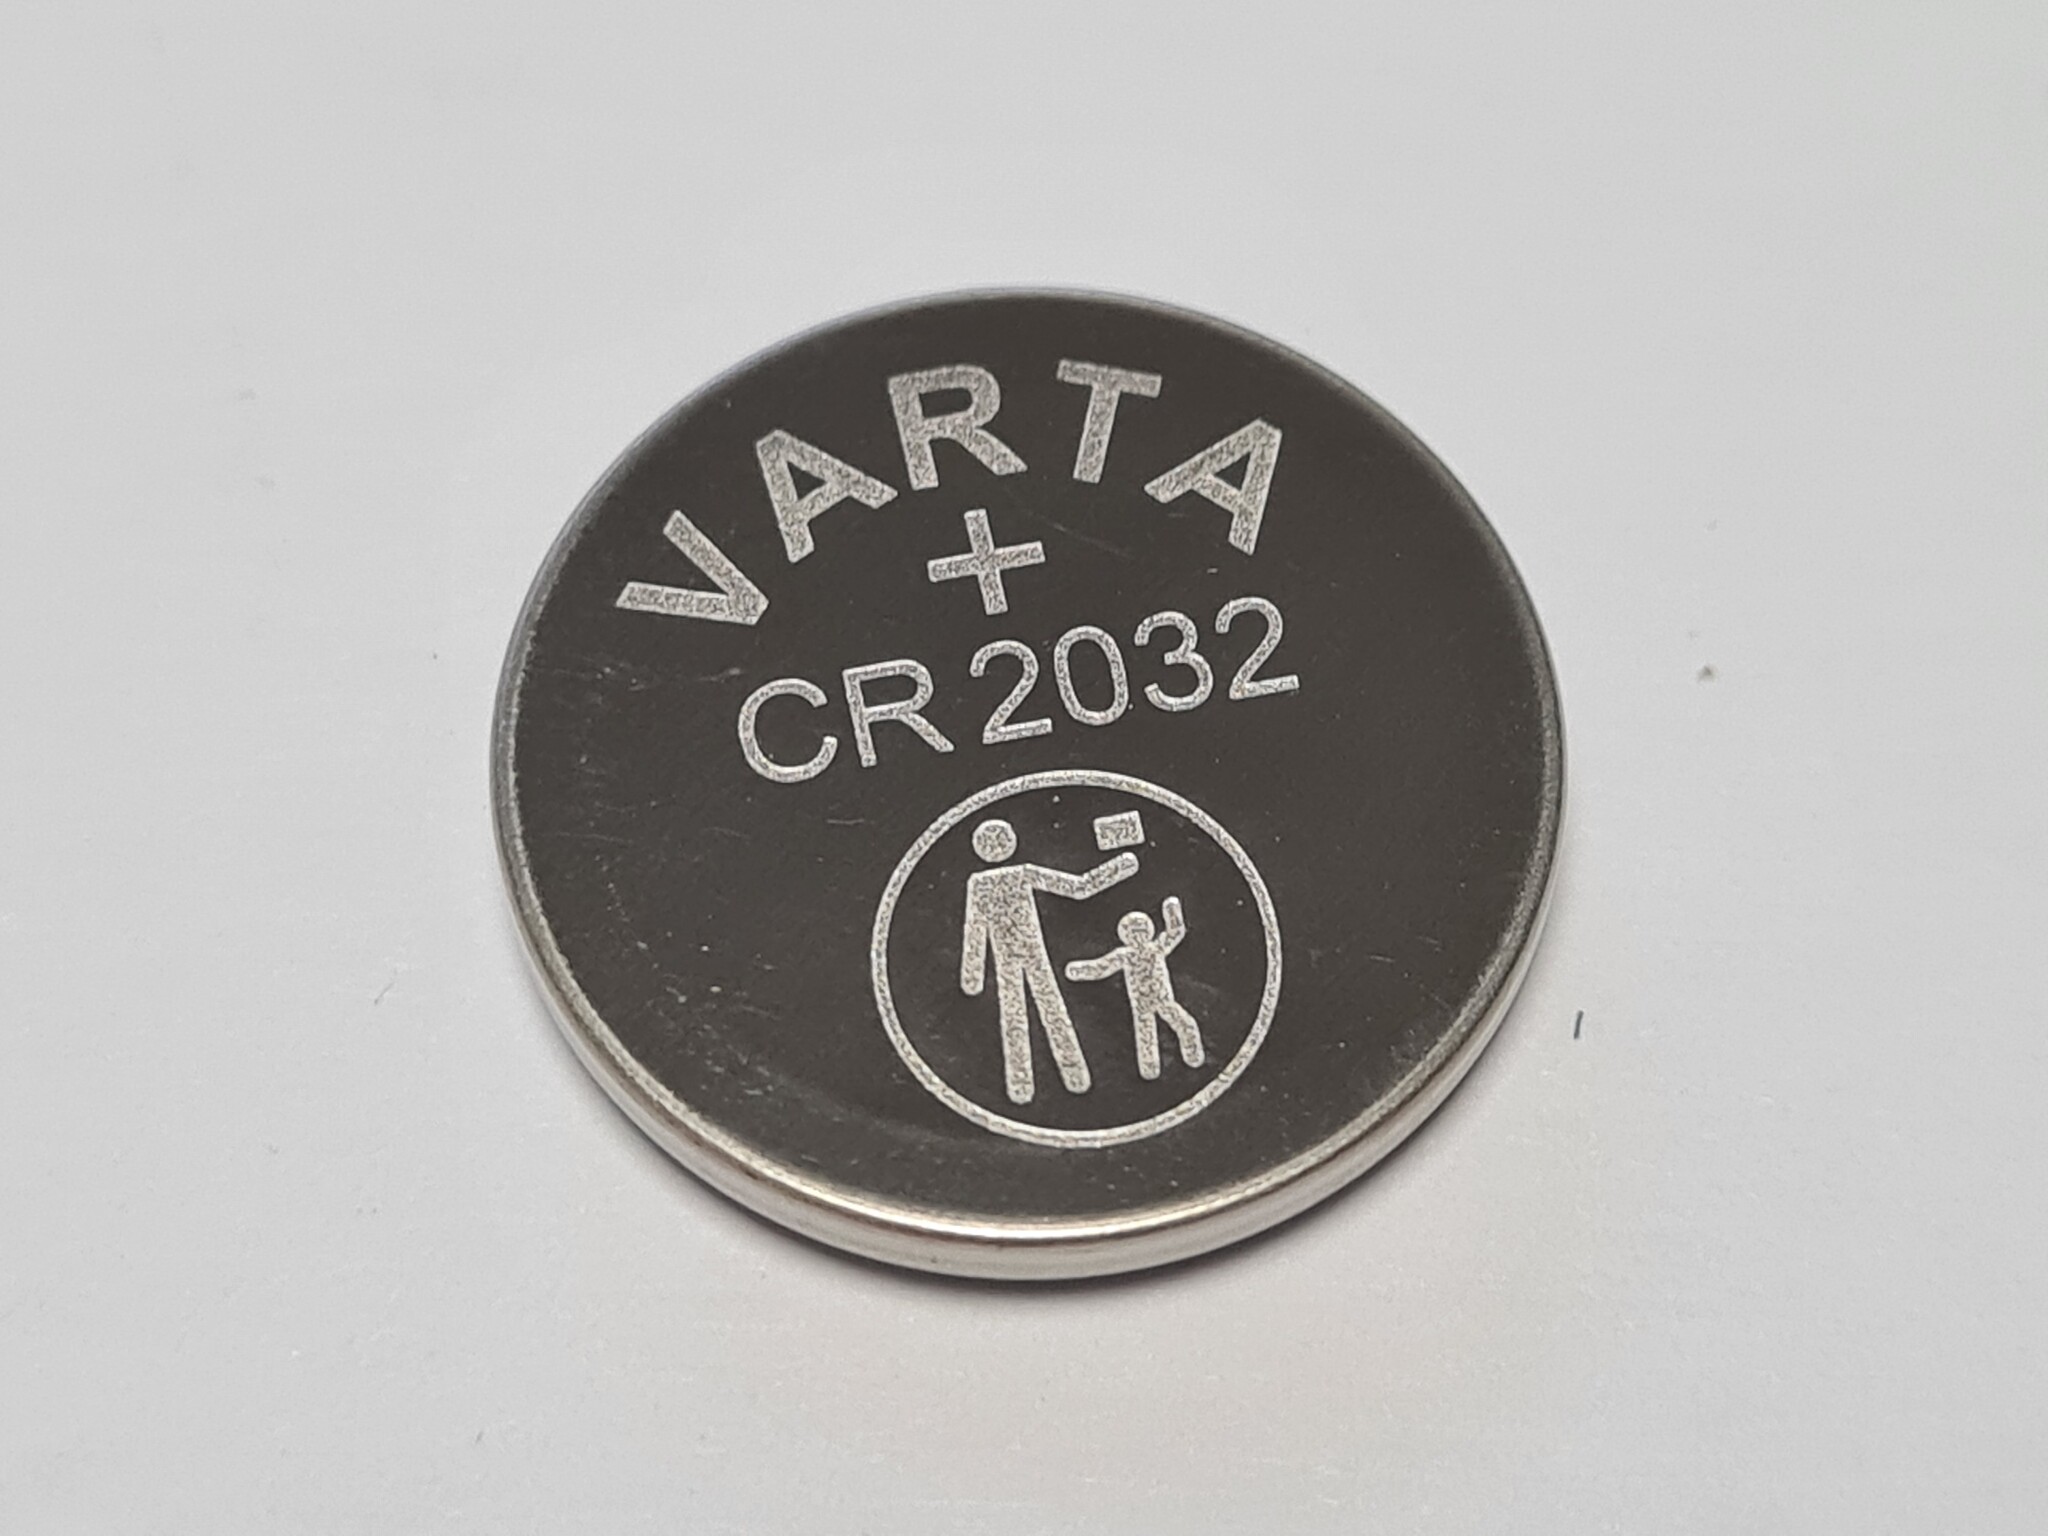 VARTA
+
CR2032